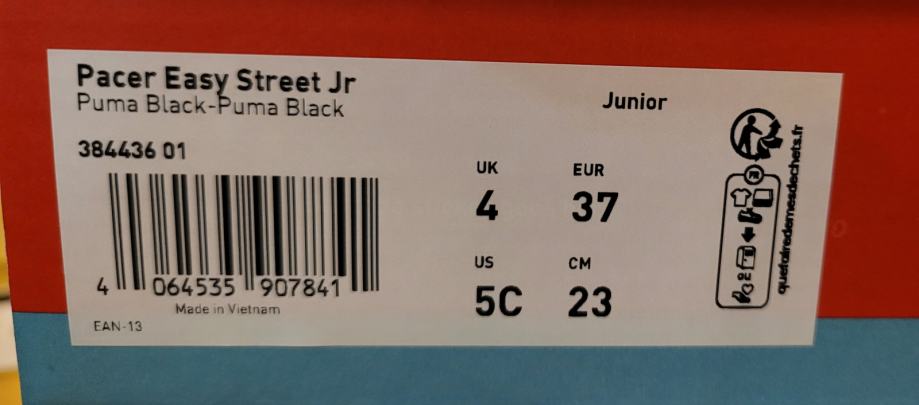 Pacer Easy Street Jr
Puma Black-Puma Black
384436 01
4 064535 907841
Made in Vietnam
EAN-13
Junior
UK EUR
4 37
US CM
5C 23
quefairedemesdechets.fr